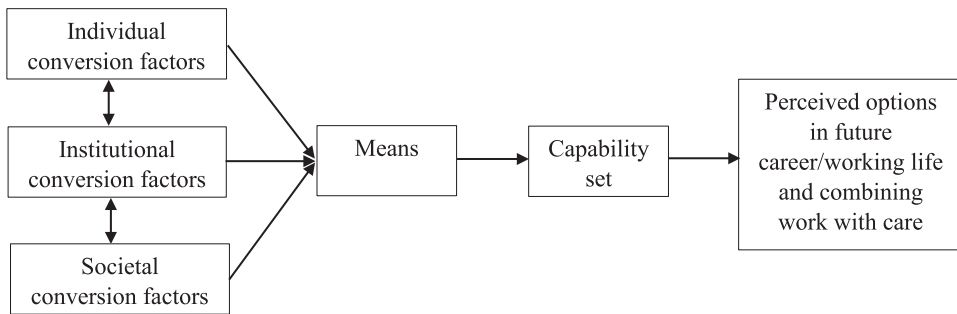 Individual
conversion factors
Institutional
conversion factors
Societal
conversion factors
Means
Capability
set
Perceived options
in future
career/working life
and combining
work with care